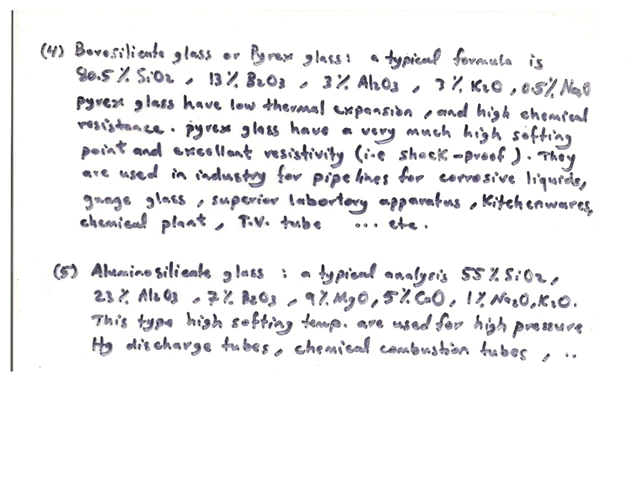 (4) Borosilicate glass or Pyrex glass: a typical formula is
80.5% SiO2, 13% B2O3, 3% Al2O3, 3% K2O, 0.5% Na2O
pyrex glass have low thermal expansion, and high chemical
resistance. pyrex glass have a very much high softing
point and excellent resistivity (i.e shock-proof). They
are used in industry for pipe lines for corrosive liquids,
guage glass, superior labortory apparatus, Kitchenwares,
chemical plant, T.V. tube ... etc.
(5) Aluminosilicate glass : a typical analysis 55% SiO2,
23% Al2O3, 7% B2O3, 9% MgO, 5% CaO, 1% Na2O, K2O.
This type high softing temp. are used for high pressure
Hg discharge tubes, chemical combustion tubes, ..